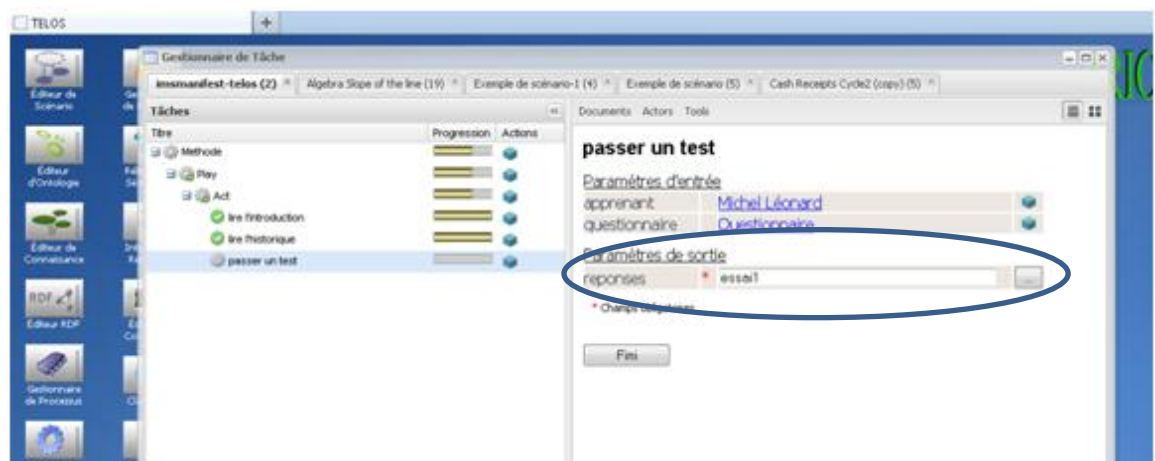 TELOS
+
Gestionnaire de Tâche
imsmanifest-telos (2) Algebra Slope of the line (19) Exemple de scénario-1 (4) Exemple de scénario (5) Cash Receipts Cycle2 (copy) (5)
Tâches
Documents Actors Tools
Titre Progression Actions
Methode
Play
Act
lire l'introduction
lire l'historique
passer un test
passer un test
Paramètres d'entrée
apprenant Michel Léonard
questionnaire Questionnaire
Paramètres de sortie
reponses * essai1 ...
* Champs obligatoires
Fini
Éditeur de
Scénario
Éditeur
d'Ontologie
Éditeur de
Connaissance
RDF
Éditeur RDF
Gestionnaire
de Processus